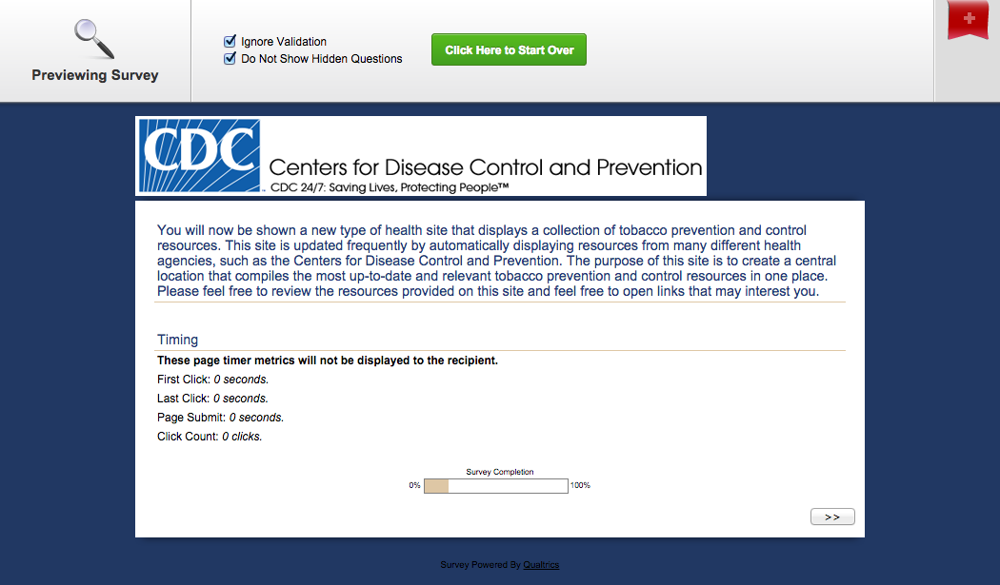 Previewing Survey
Ignore Validation
Do Not Show Hidden Questions
Click Here to Start Over
CDC
Centers for Disease Control and Prevention
CDC 24/7: Saving Lives, Protecting People™
You will now be shown a new type of health site that displays a collection of tobacco prevention and control
resources. This site is updated frequently by automatically displaying resources from many different health
agencies, such as the Centers for Disease Control and Prevention. The purpose of this site is to create a central
location that compiles the most up-to-date and relevant tobacco prevention and control resources in one place.
Please feel free to review the resources provided on this site and feel free to open links that may interest you.
Timing
These page timer metrics will not be displayed to the recipient.
First Click: 0 seconds.
Last Click: 0 seconds.
Page Submit: 0 seconds.
Click Count: 0 clicks.
Survey Completion
0% 100%
>>
Survey Powered By Qualtrics